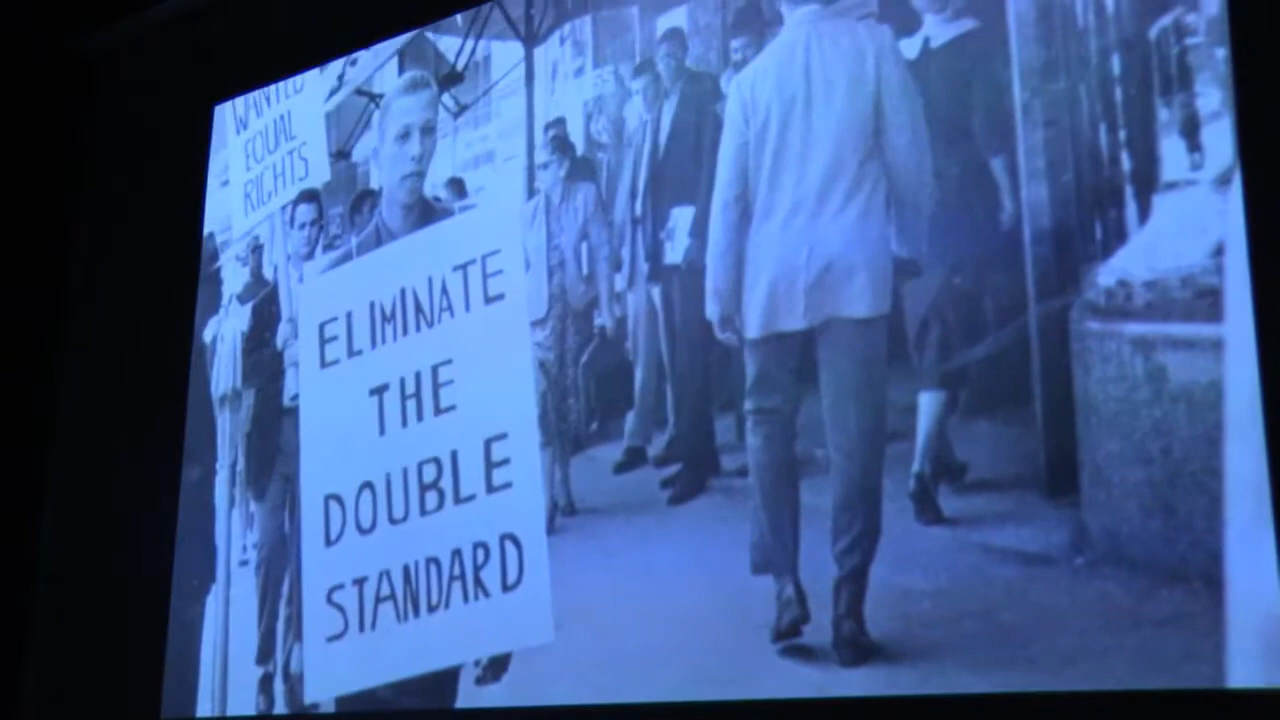 WANTED
EQUAL
RIGHTS
ELIMINATE
THE
DOUBLE
STANDARD